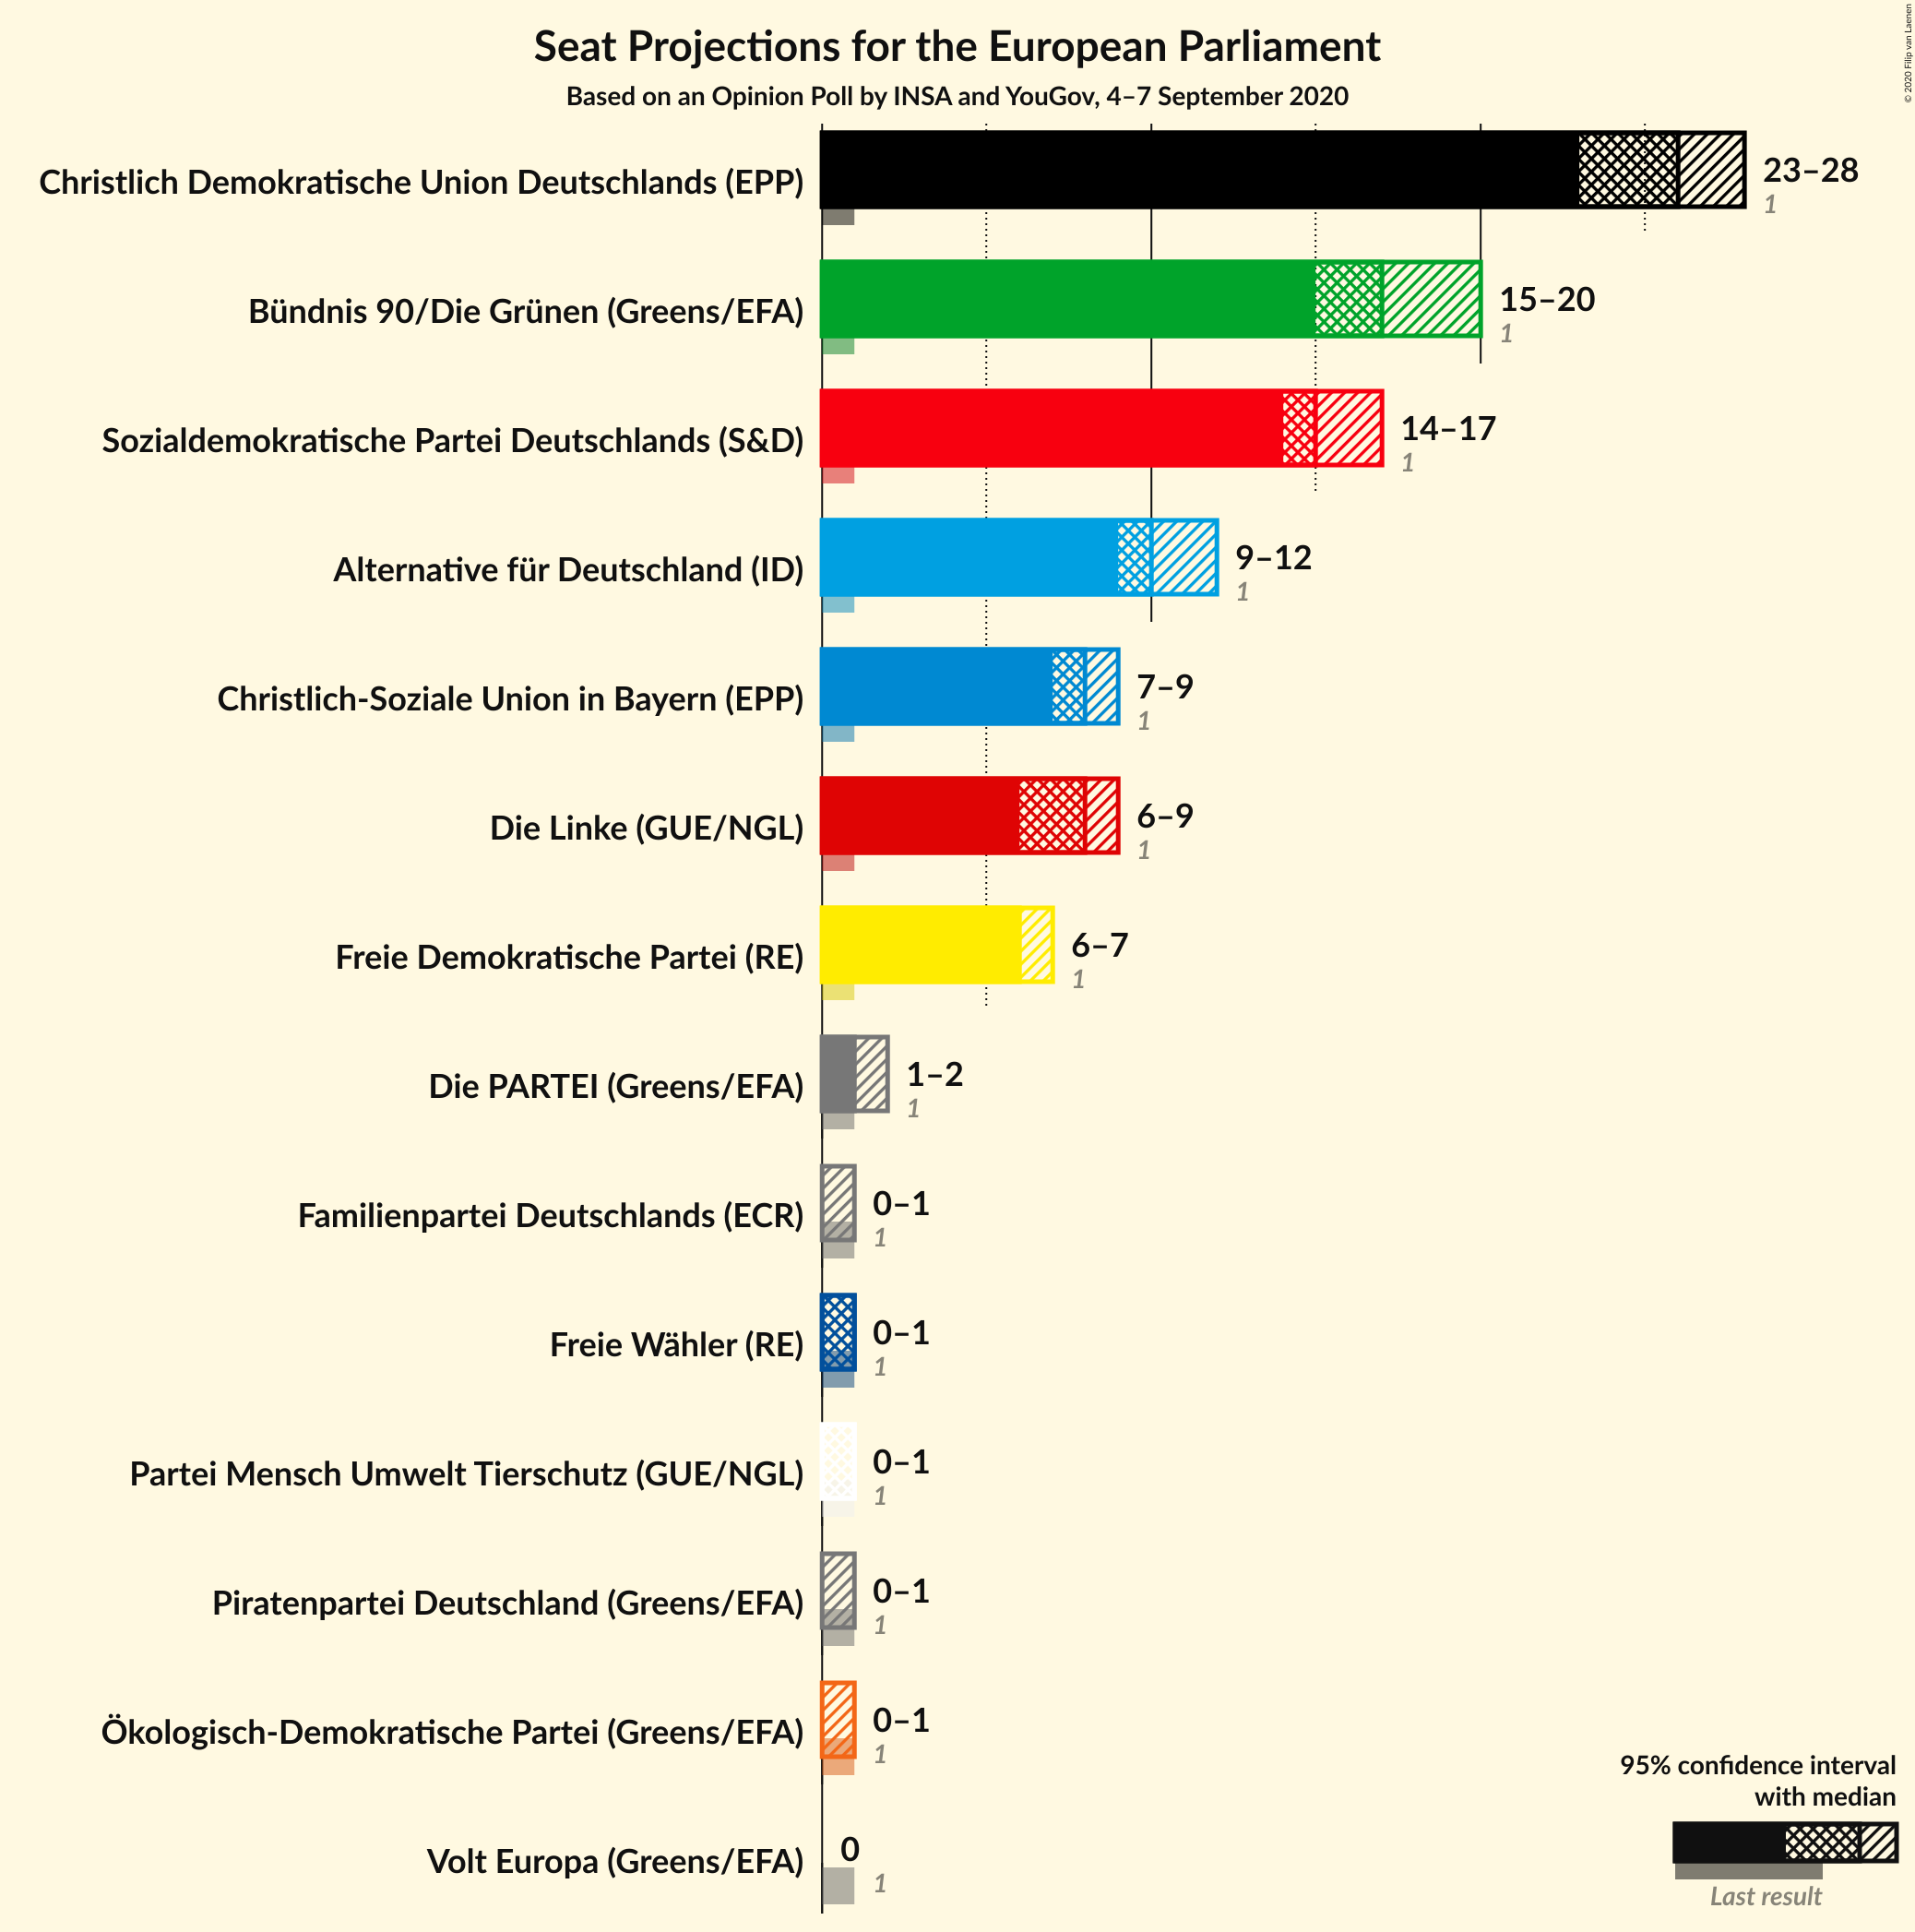 Seat Projections for the European Parliament
Based on an Opinion Poll by INSA and YouGov, 4–7 September 2020
© 2020 Filip van Laenen
Christlich Demokratische Union Deutschlands (EPP)
23–28
1
Bündnis 90/Die Grünen (Greens/EFA)
15–20
1
Sozialdemokratische Partei Deutschlands (S&D)
14–17
1
Alternative für Deutschland (ID)
9–12
1
Christlich-Soziale Union in Bayern (EPP)
7–9
1
Die Linke (GUE/NGL)
6–9
1
Freie Demokratische Partei (RE)
6–7
1
Die PARTEI (Greens/EFA)
1–2
1
Familienpartei Deutschlands (ECR)
0–1
1
Freie Wähler (RE)
0–1
1
Partei Mensch Umwelt Tierschutz (GUE/NGL)
0–1
1
Piratenpartei Deutschland (Greens/EFA)
0–1
1
Ökologisch-Demokratische Partei (Greens/EFA)
0–1
1
Volt Europa (Greens/EFA)
0
1
95% confidence interval
with median
Last result